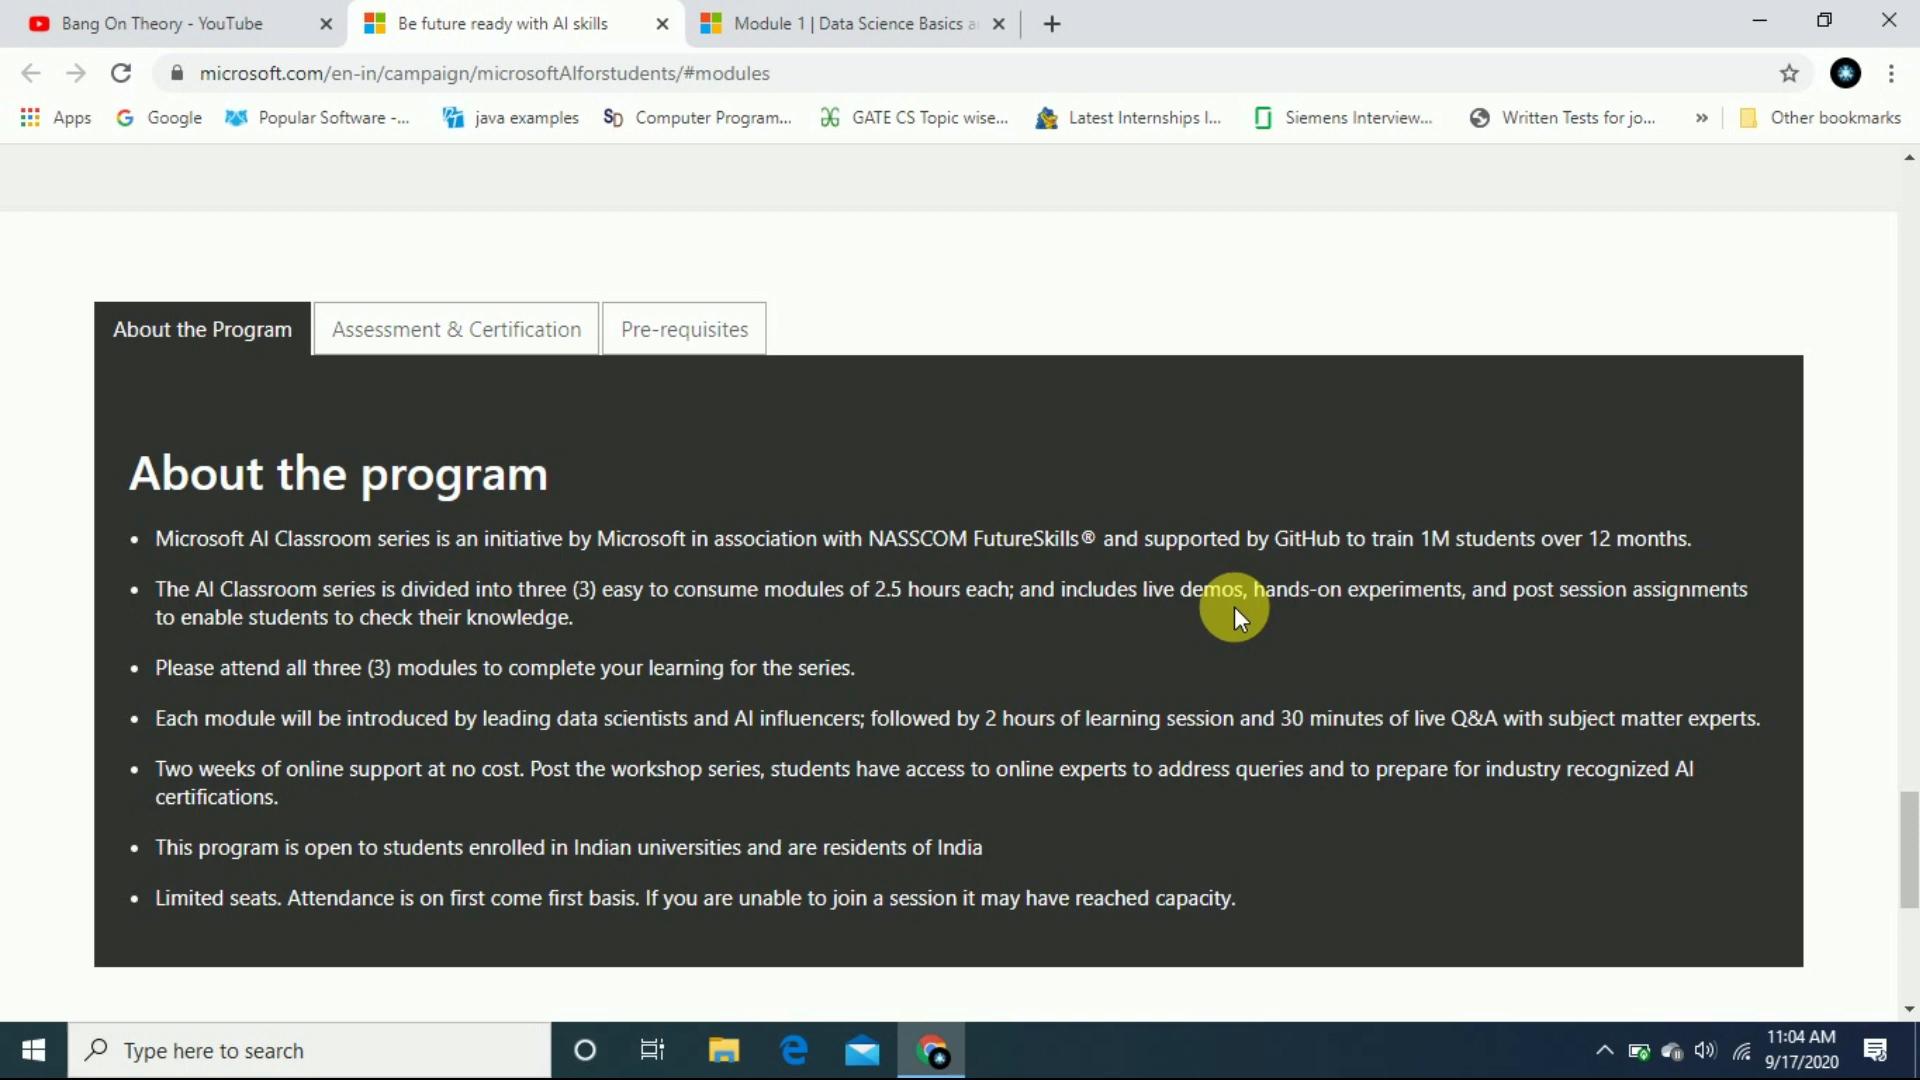 Bang On Theory - YouTube
Be future ready with AI skills
Module 1 | Data Science Basics a
microsoft.com/en-in/campaign/microsoftAIforstudents/#modules
Apps
Google
Popular Software -...
java examples
Computer Program...
GATE CS Topic wise...
Latest Internships I...
Siemens Interview...
Written Tests for jo...
»
Other bookmarks
About the Program
Assessment & Certification
Pre-requisites
About the program
• Microsoft AI Classroom series is an initiative by Microsoft in association with NASSCOM FutureSkills® and supported by GitHub to train 1M students over 12 months.
• The AI Classroom series is divided into three (3) easy to consume modules of 2.5 hours each; and includes live demos, hands-on experiments, and post session assignments
to enable students to check their knowledge.
• Please attend all three (3) modules to complete your learning for the series.
• Each module will be introduced by leading data scientists and AI influencers; followed by 2 hours of learning session and 30 minutes of live Q&A with subject matter experts.
• Two weeks of online support at no cost. Post the workshop series, students have access to online experts to address queries and to prepare for industry recognized AI
certifications.
• This program is open to students enrolled in Indian universities and are residents of India
• Limited seats. Attendance is on first come first basis. If you are unable to join a session it may have reached capacity.
Type here to search
11:04 AM
9/17/2020